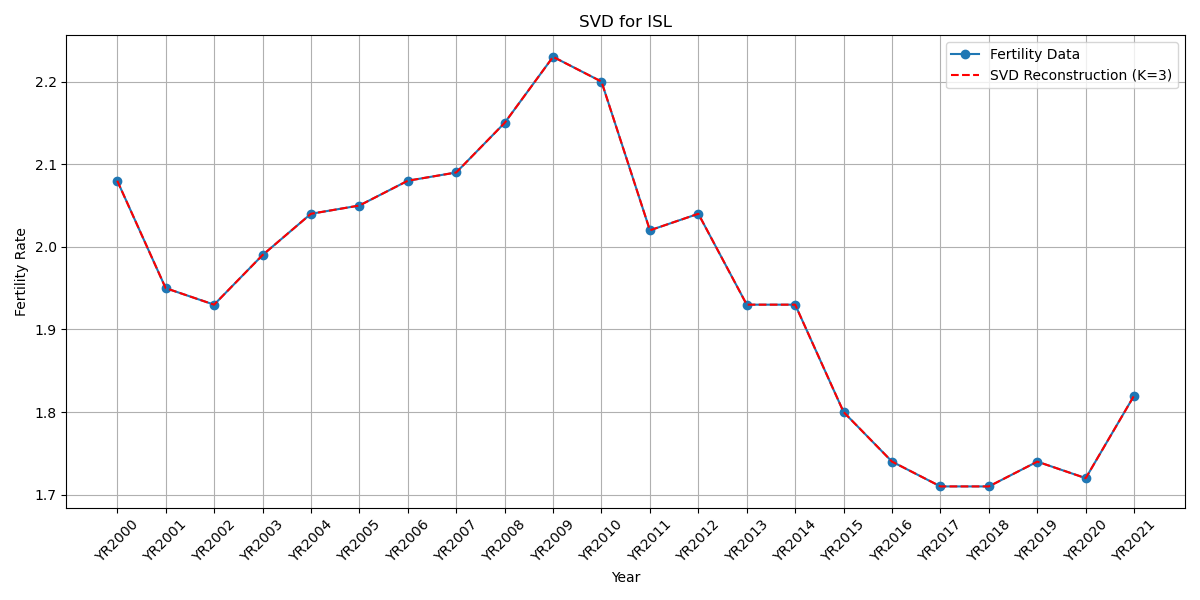 SVD for ISL
Fertility Data
SVD Reconstruction (K=3)
Fertility Rate
2.2
2.1
2.0
1.9
1.8
1.7
YR2000
YR2001
YR2002
YR2003
YR2004
YR2005
YR2006
YR2007
YR2008
YR2009
YR2010
YR2011
YR2012
YR2013
YR2014
YR2015
YR2016
YR2017
YR2018
YR2019
YR2020
YR2021
Year